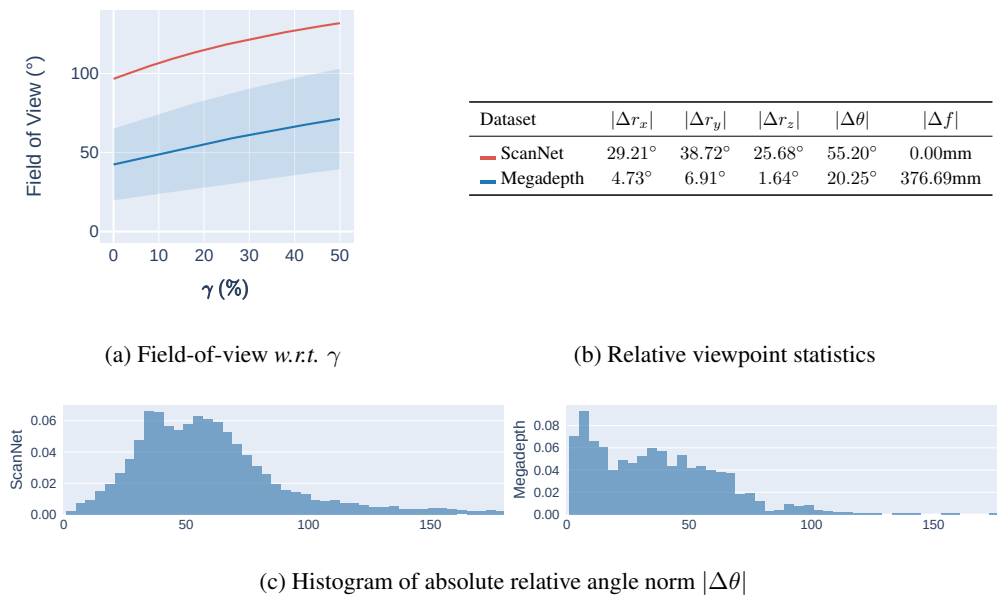 Field of View (°)
100
50
0
0 10 20 30 40 50
γ (%)
Dataset |Δr_x| |Δr_y| |Δr_z| |Δθ| |Δf|
ScanNet 29.21° 38.72° 25.68° 55.20° 0.00mm
Megadepth 4.73° 6.91° 1.64° 20.25° 376.69mm
(a) Field-of-view w.r.t. γ
(b) Relative viewpoint statistics
ScanNet
0.06
0.04
0.02
0.00
0 50 100 150
Megadepth
0.08
0.06
0.04
0.02
0.00
0 50 100 150
(c) Histogram of absolute relative angle norm |Δθ|